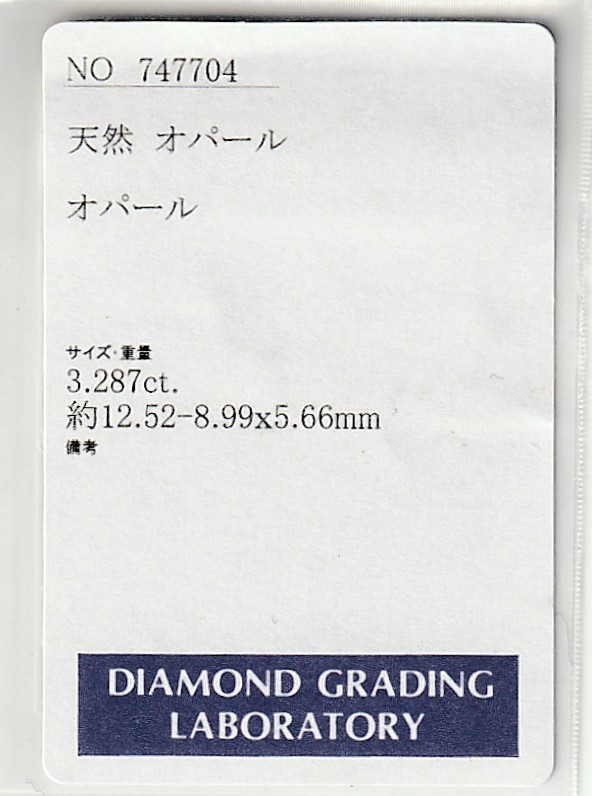 NO 747704
天然 オパール
オパール
サイズ・重量
3.287ct.
約12.52-8.99x5.66mm
備考
DIAMOND GRADING
LABORATORY